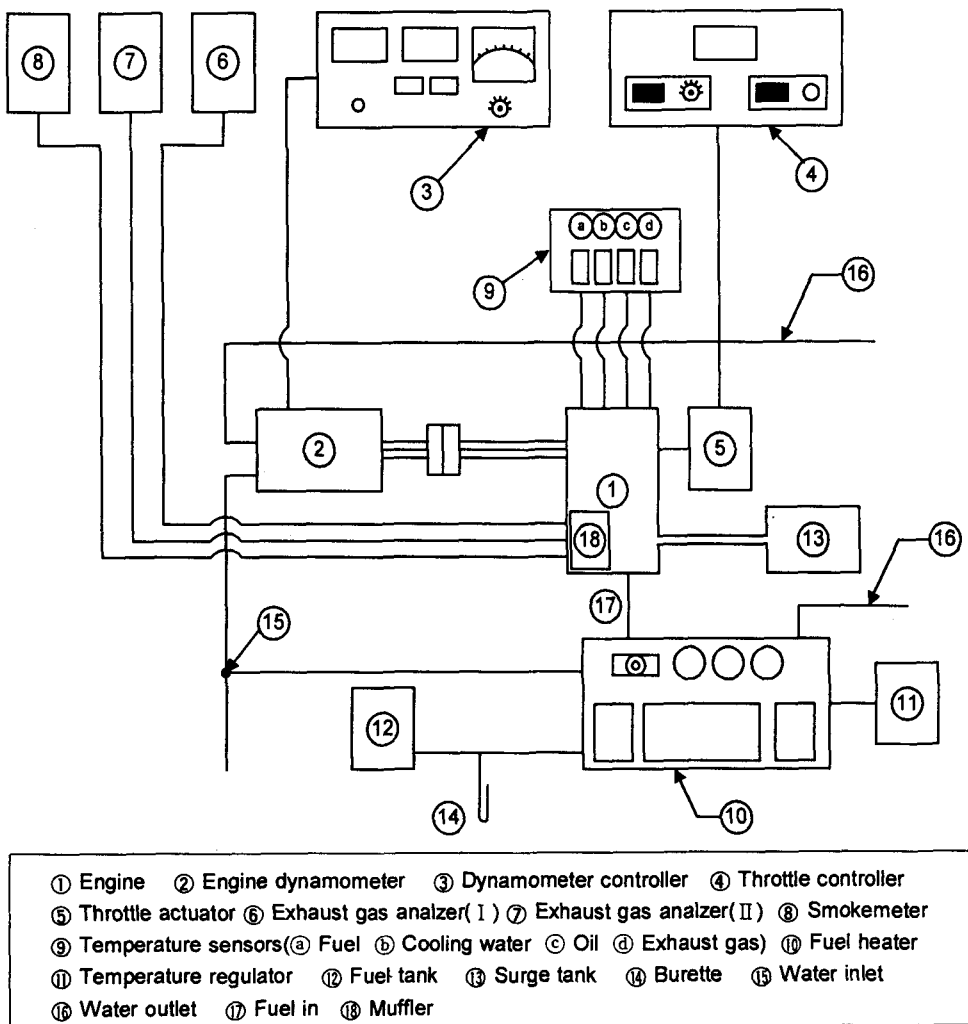 ⑧ ⑦ ⑥
③ ④
ⓐ ⓑ ⓒ ⓓ
⑨ ⑯
② ⑤
①
⑱ ⑬ ⑯
⑰
⑮
⑫ ⑪
⑭ ⑩
① Engine ② Engine dynamometer ③ Dynamometer controller ④ Throttle controller
⑤ Throttle actuator ⑥ Exhaust gas analzer( I ) ⑦ Exhaust gas analzer(II) ⑧ Smokemeter
⑨ Temperature sensors(ⓐ Fuel ⓑ Cooling water ⓒ Oil ⓓ Exhaust gas) ⑩ Fuel heater
⑪ Temperature regulator ⑫ Fuel tank ⑬ Surge tank ⑭ Burette ⑮ Water inlet
⑯ Water outlet ⑰ Fuel in ⑱ Muffler